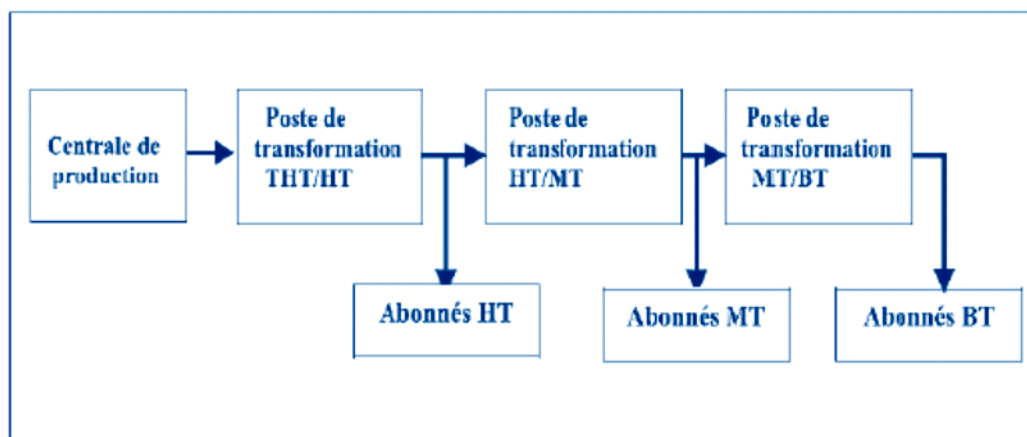 Centrale de
production
Poste de
transformation
THT/HT
Poste de
transformation
HT/MT
Poste de
transformation
MT/BT
Abonnés HT
Abonnés MT
Abonnés BT